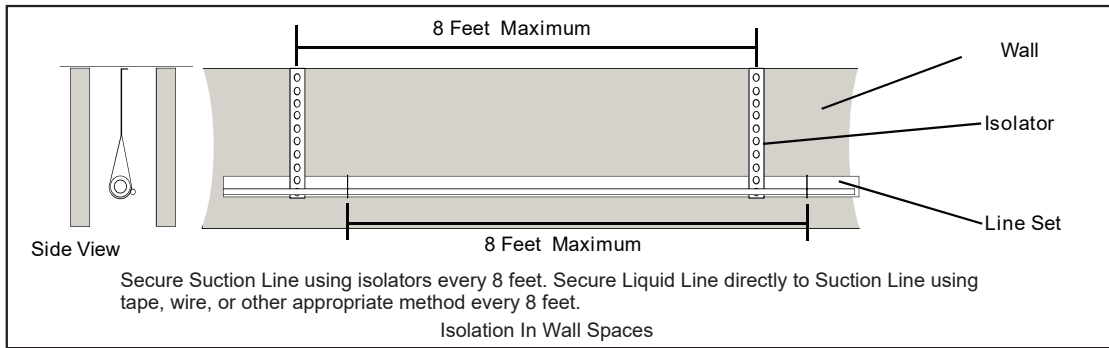 8 Feet Maximum
Wall
Isolator
Line Set
8 Feet Maximum
Side View
Secure Suction Line using isolators every 8 feet. Secure Liquid Line directly to Suction Line using
tape, wire, or other appropriate method every 8 feet.
Isolation In Wall Spaces